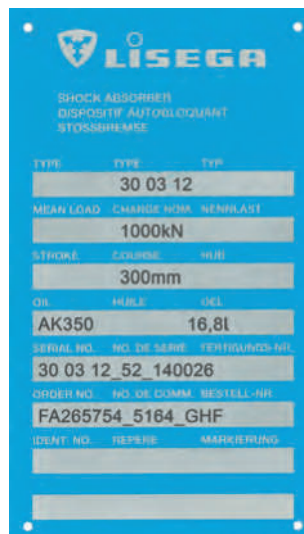 LISEGA
SHOCK ABSORBER
DISPOSITIF AUTOBLOQUANT
STOSSBREMSE
TYPE TYPE TYP
30 03 12
MEAN LOAD CHARGE NOM. NENNLAST
1000kN
STROKE COURSE HUB
300mm
OIL HUILE OEL
AK350 16,8l
SERIAL NO. NO. DE SERIE FERTIGUNGS-NR.
30 03 12_52_140026
ORDER NO. NO. DE COMM. BESTELL-NR.
FA265754_5164_GHF
IDENT. NO. REPERE MARKIERUNG